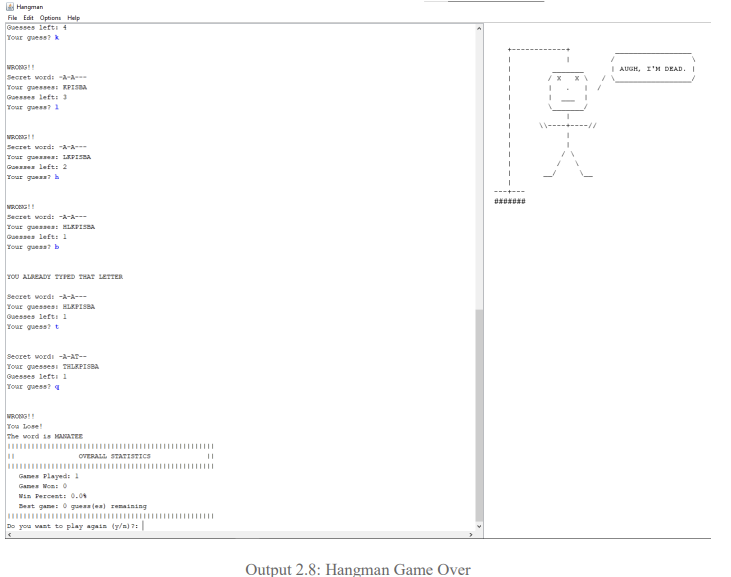 Hangman
File Edit Options Help
Guesses left: 4
Your guess? k
WRONG!!
Secret word: -A-A---
Your guesses: KPISBA
Guesses left: 3
Your guess? l
WRONG!!
Secret word: -A-A---
Your guesses: LKPISBA
Guesses left: 2
Your guess? h
WRONG!!
Secret word: -A-A---
Your guesses: HLKPISBA
Guesses left: 1
Your guess? b
YOU ALREADY TYPED THAT LETTER
Secret word: -A-A---
Your guesses: HLKPISBA
Guesses left: 1
Your guess? t
Secret word: -A-AT--
Your guesses: THLKPISBA
Guesses left: 1
Your guess? q
WRONG!!
You Lose!
The word is MANATEE
OVERALL STATISTICS
Games Played: 1
Games Won: 0
Win Percent: 0.0%
Best game: 0 guess(es) remaining
Do you want to play again (y/n)?:
AUGH, I'M DEAD.
#######
Output 2.8: Hangman Game Over